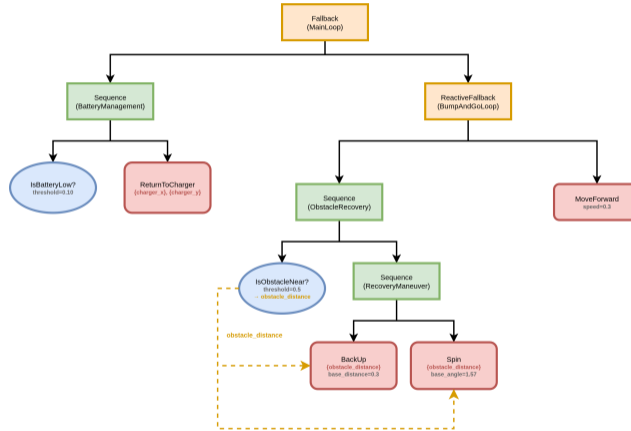 Fallback
(MainLoop)
Sequence
(BatteryManagement)
ReactiveFallback
(BumpAndGoLoop)
IsBatteryLow?
threshold=0.10
ReturnToCharger
{charger_x}, {charger_y}
Sequence
(ObstacleRecovery)
MoveForward
speed=0.3
IsObstacleNear?
threshold=0.5
→ obstacle_distance
Sequence
(RecoveryManuver)
obstacle_distance
BackUp
{obstacle_distance}
base_distance=0.3
Spin
{obstacle_distance}
base_angle=1.57